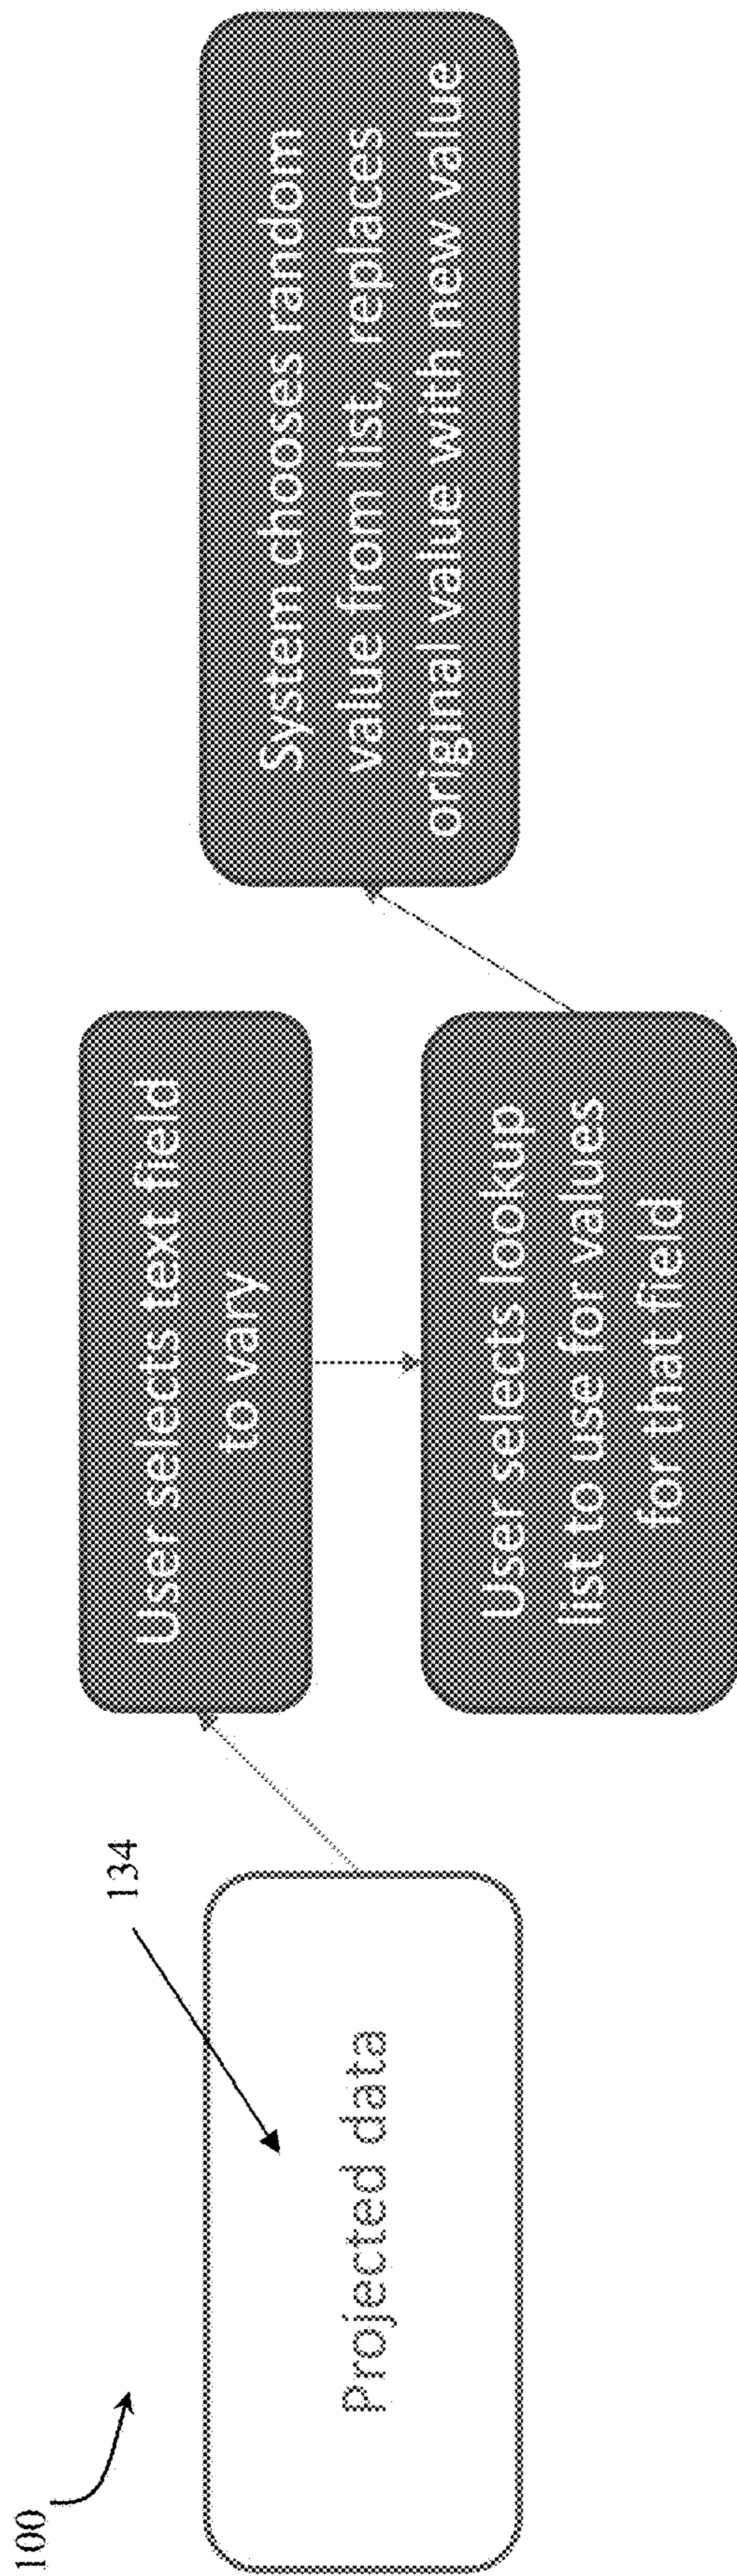 100
134
Projected data
User selects text field
to vary
User selects lookup
list to use for values
for that field
System chooses random
value from list, replaces
original value with new value